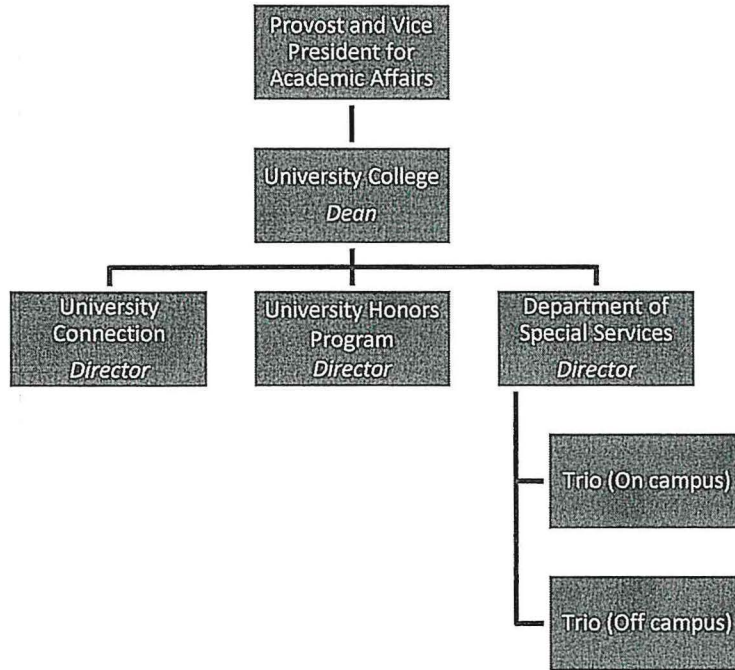 Provost and Vice
President for
Academic Affairs
University College
Dean
University
Connection
Director
University Honors
Program
Director
Department of
Special Services
Director
Trio (On campus)
Trio (Off campus)